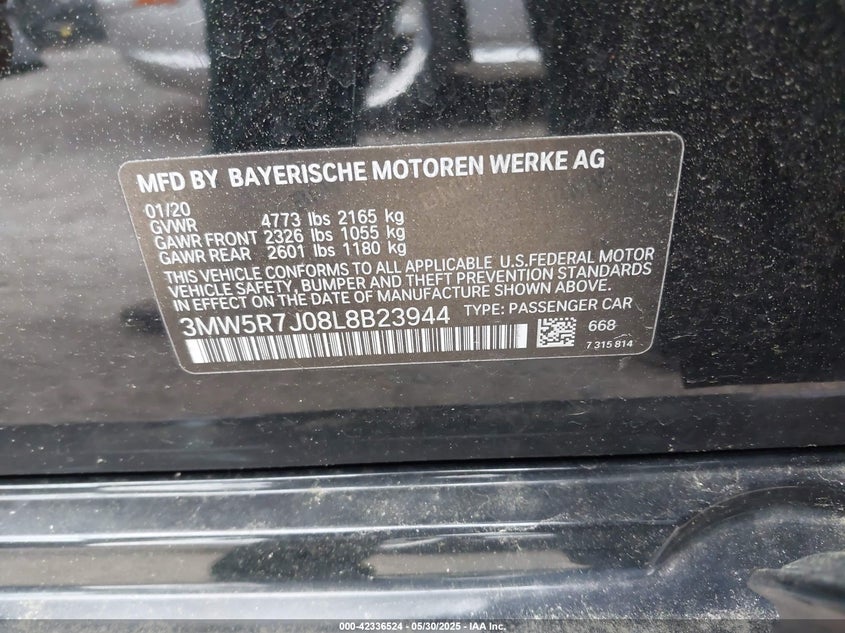 MFD BY BAYERISCHE MOTOREN WERKE AG
01/20
GVWR 4773 lbs 2165 kg
GAWR FRONT 2326 lbs 1055 kg
GAWR REAR 2601 lbs 1180 kg
THIS VEHICLE CONFORMS TO ALL APPLICABLE U.S.FEDERAL MOTOR
VEHICLE SAFETY, BUMPER AND THEFT PREVENTION STANDARDS
IN EFFECT ON THE DATE OF MANUFACTURE SHOWN ABOVE.
3MW5R7J08L8B23944 TYPE: PASSENGER CAR
668
7 315 814
000-42336524 - 05/30/2025 - IAA Inc.